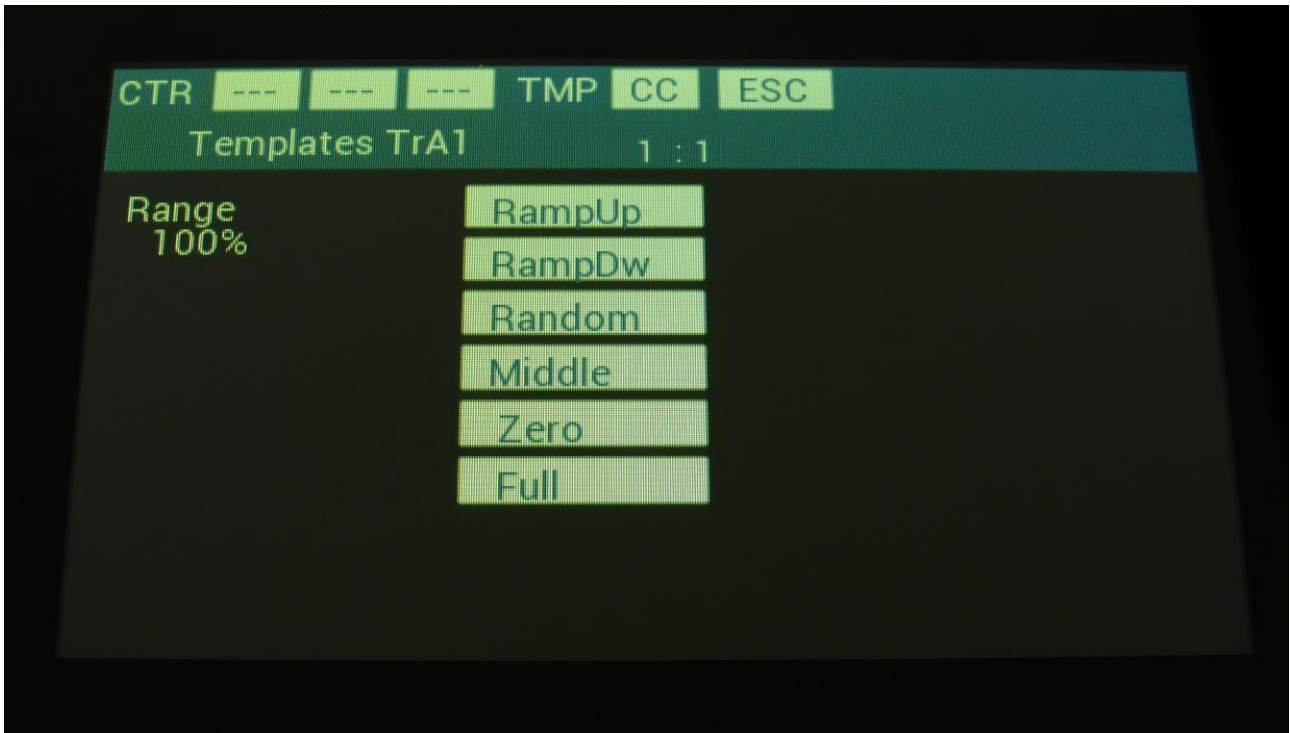 CTR --- --- --- TMP CC ESC
Templates TrA1 1 : 1
Range
100%
RampUp
RampDw
Random
Middle
Zero
Full